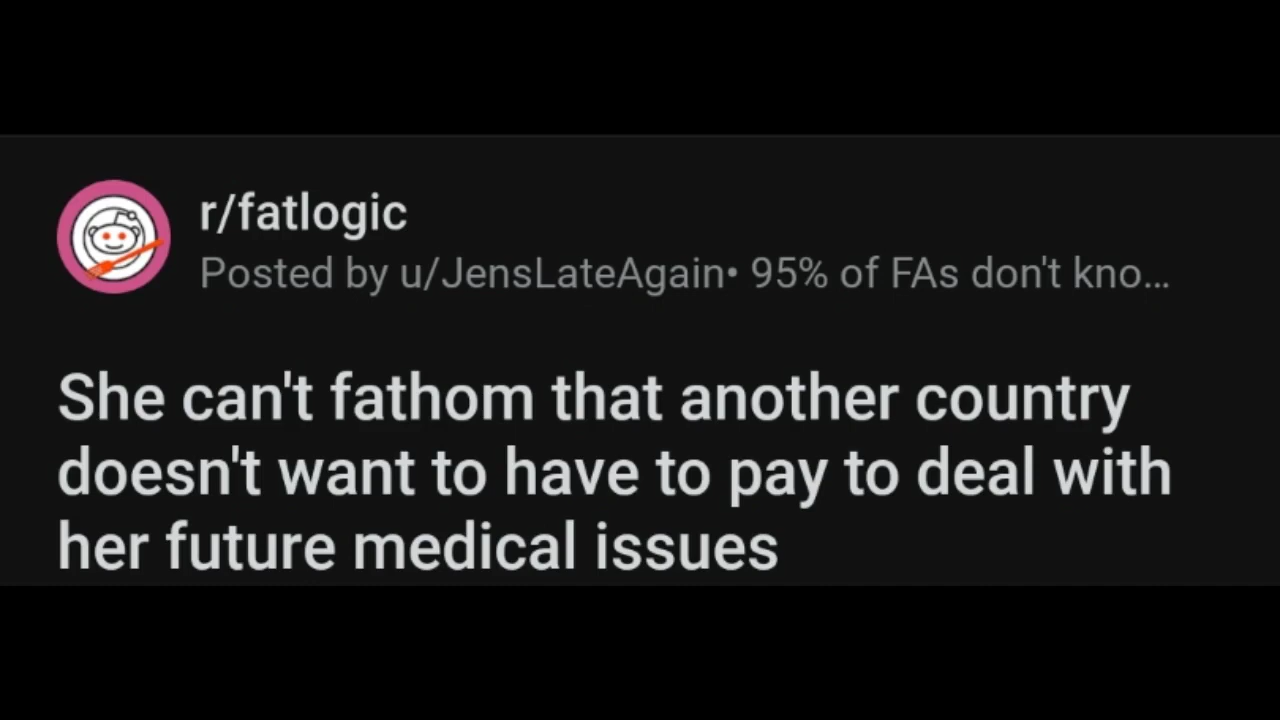 r/fatlogic
Posted by u/JensLateAgain• 95% of FAs don't kno...
She can't fathom that another country
doesn't want to have to pay to deal with
her future medical issues